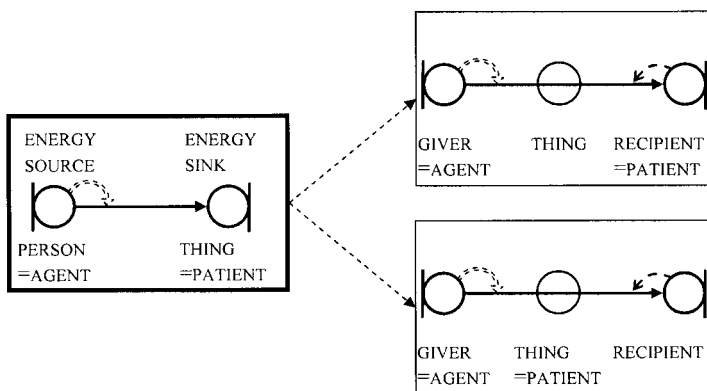 ENERGY ENERGY
SOURCE SINK
PERSON THING
=AGENT =PATIENT
GIVER THING RECIPIENT
=AGENT =PATIENT
GIVER THING RECIPIENT
=AGENT =PATIENT